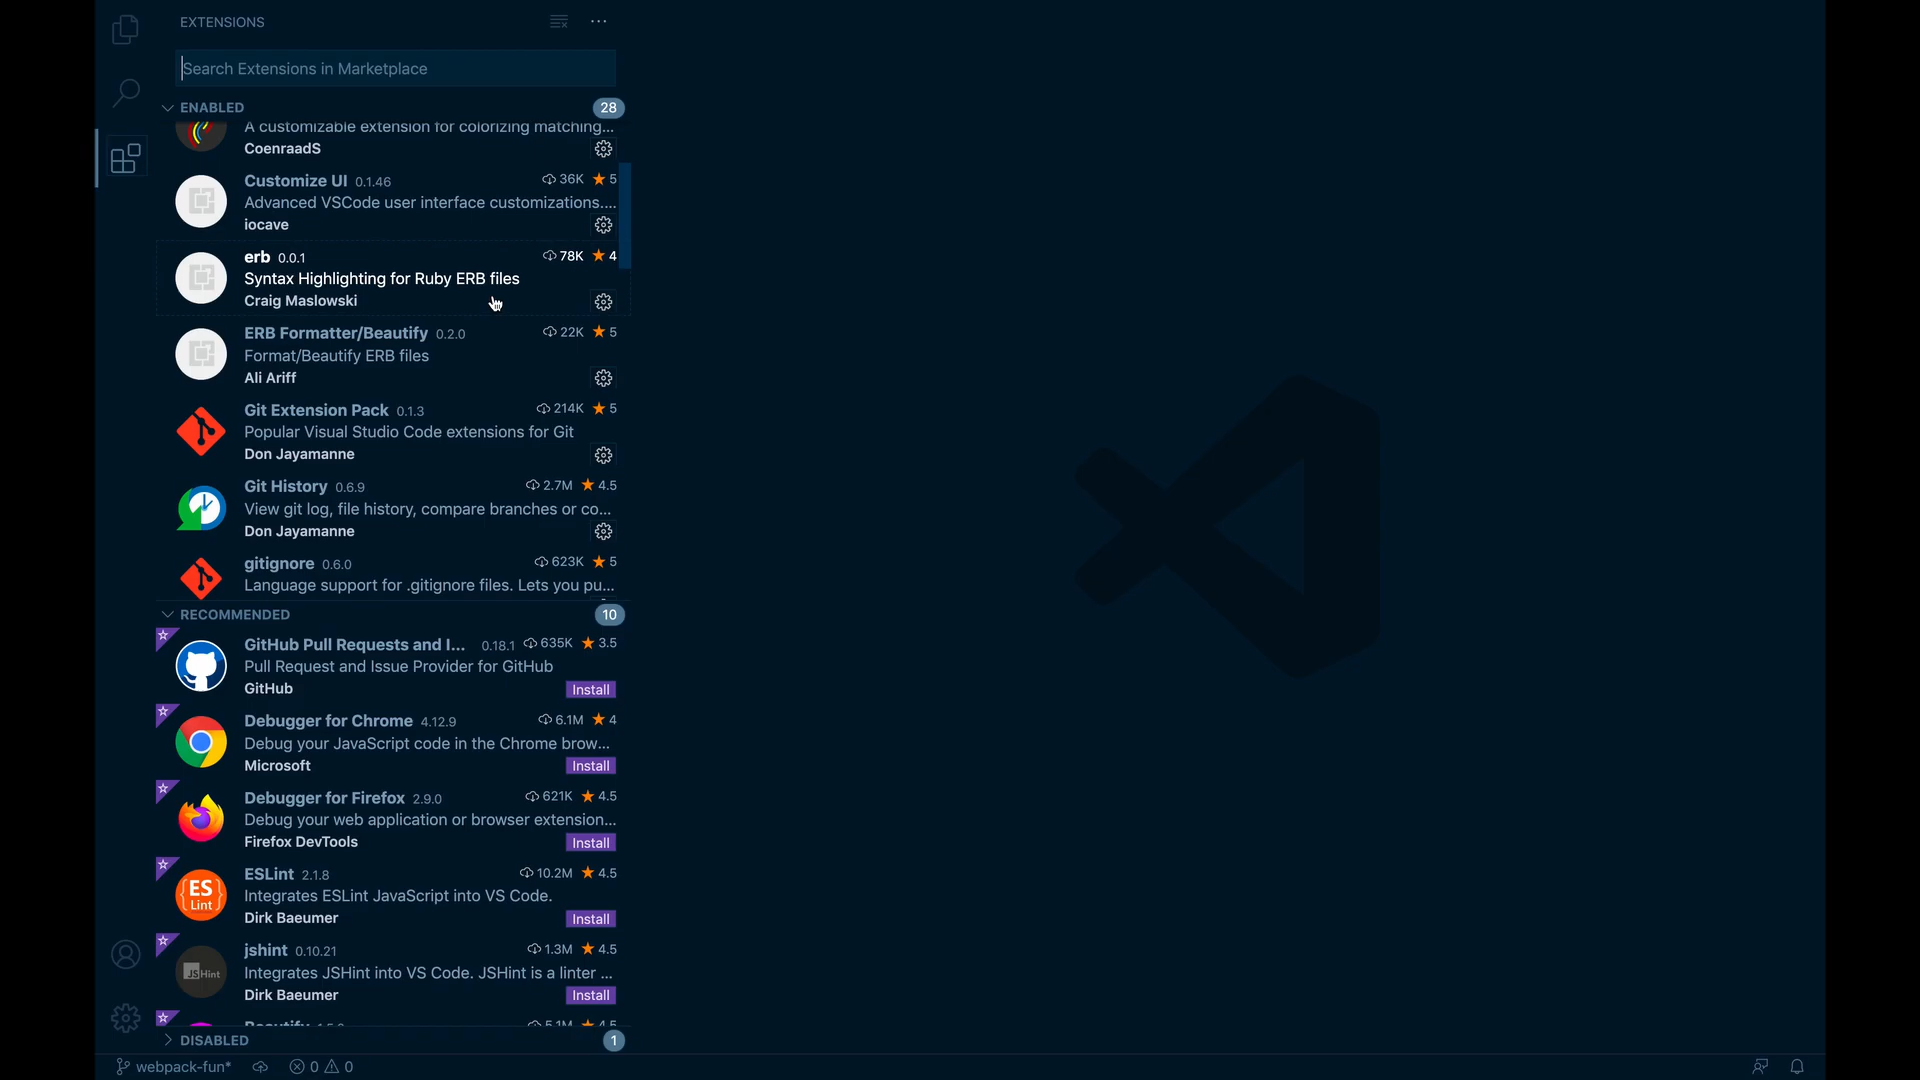 EXTENSIONS
Search Extensions in Marketplace
ENABLED 28
A customizable extension for colorizing matching...
CoenraadS
Customize UI 0.1.46 36K ★ 5
Advanced VSCode user interface customizations....
iocave
erb 0.0.1 78K ★ 4
Syntax Highlighting for Ruby ERB files
Craig Maslowski
ERB Formatter/Beautify 0.2.0 22K ★ 5
Format/Beautify ERB files
Ali Ariff
Git Extension Pack 0.1.3 214K ★ 5
Popular Visual Studio Code extensions for Git
Don Jayamanne
Git History 0.6.9 2.7M ★ 4.5
View git log, file history, compare branches or co...
Don Jayamanne
gitignore 0.6.0 623K ★ 5
Language support for .gitignore files. Lets you pu...
RECOMMENDED 10
GitHub Pull Requests and I... 0.18.1 635K ★ 3.5
Pull Request and Issue Provider for GitHub
GitHub Install
Debugger for Chrome 4.12.9 6.1M ★ 4
Debug your JavaScript code in the Chrome brow...
Microsoft Install
Debugger for Firefox 2.9.0 621K ★ 4.5
Debug your web application or browser extension...
Firefox DevTools Install
ESLint 2.1.8 10.2M ★ 4.5
ES
Lint
Integrates ESLint JavaScript into VS Code.
Dirk Baeumer Install
jshint 0.10.21 1.3M ★ 4.5
JSHint
Integrates JSHint into VS Code. JSHint is a linter ...
Dirk Baeumer Install
DISABLED 1
webpack-fun* 0 0